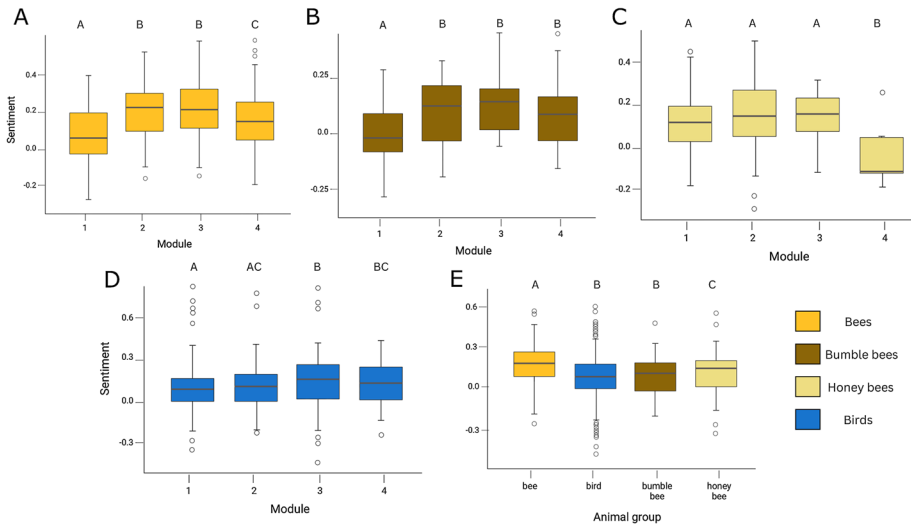 A
A B B C
Sentiment
0.4
0.2
0.0
-0.2
1 2 3 4
Module
B
A B B B
0.25
0.0
-0.25
1 2 3 4
Module
C
A A A B
0.4
0.2
0.0
-0.2
1 2 3 4
Module
D
A AC B BC
Sentiment
0.6
0.3
0.0
-0.3
1 2 3 4
Module
E
A B B C
0.6
0.3
0.0
-0.3
bee bird bumble bee honey bee
Animal group
Bees
Bumble bees
Honey bees
Birds